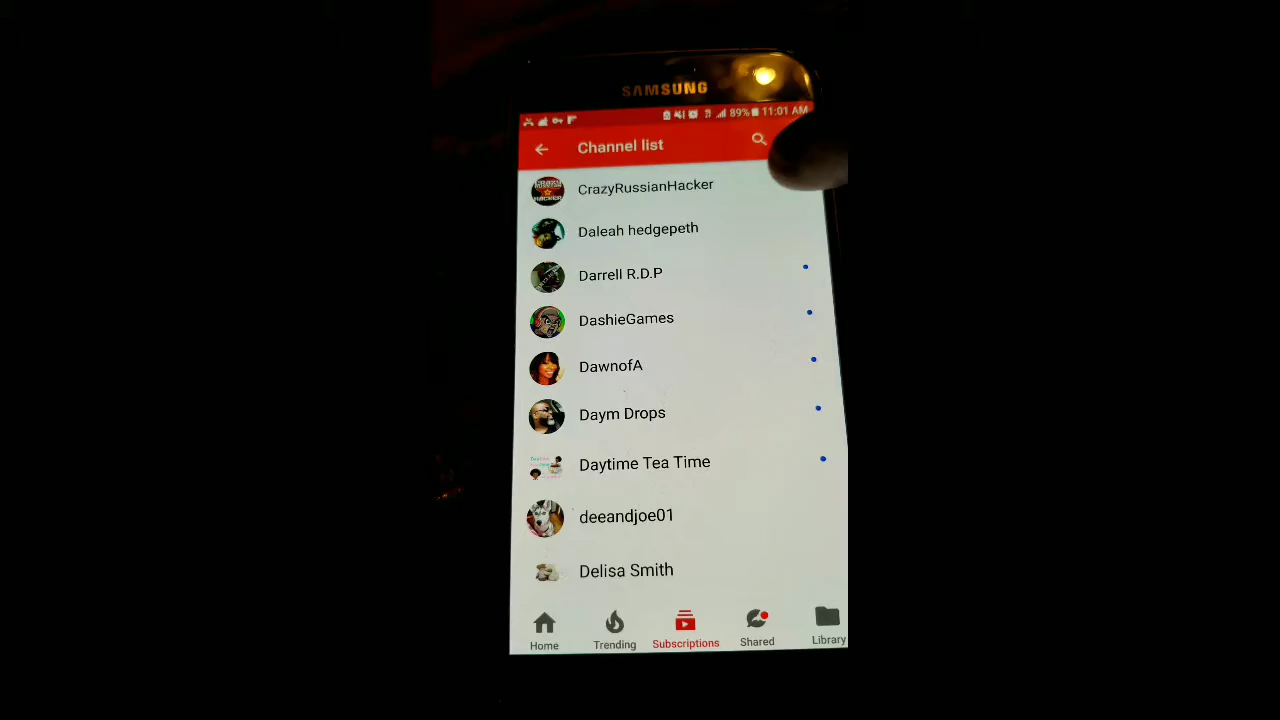 SAMSUNG
89% 11:01 AM
Channel list
CrazyRussianHacker
Daleah hedgepeth
Darrell R.D.P
DashieGames
DawnofA
Daym Drops
Daytime Tea Time
deeandjoe01
Delisa Smith
Home Trending Subscriptions Shared Library